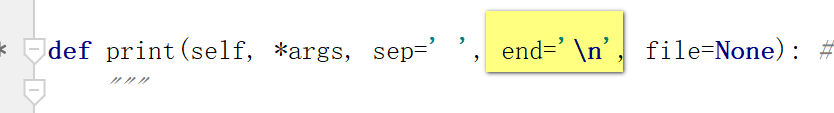 * def print(self, *args, sep=' ', end='\n', file=None): #
"""